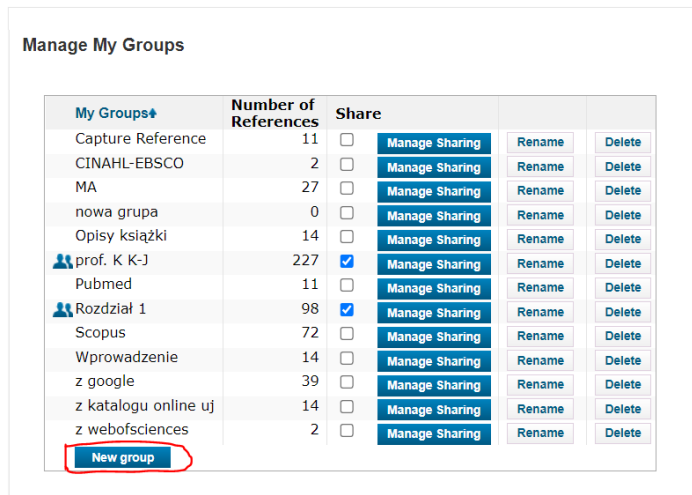 Manage My Groups
My Groups Number of References Share
Capture Reference 11 Manage Sharing Rename Delete
CINAHL-EBSCO 2 Manage Sharing Rename Delete
MA 27 Manage Sharing Rename Delete
nowa grupa 0 Manage Sharing Rename Delete
Opisy książki 14 Manage Sharing Rename Delete
prof. K K-J 227 Manage Sharing Rename Delete
Pubmed 11 Manage Sharing Rename Delete
Rozdział 1 98 Manage Sharing Rename Delete
Scopus 72 Manage Sharing Rename Delete
Wprowadzenie 14 Manage Sharing Rename Delete
z google 39 Manage Sharing Rename Delete
z katalogu online uj 14 Manage Sharing Rename Delete
z webofsciences 2 Manage Sharing Rename Delete
New group